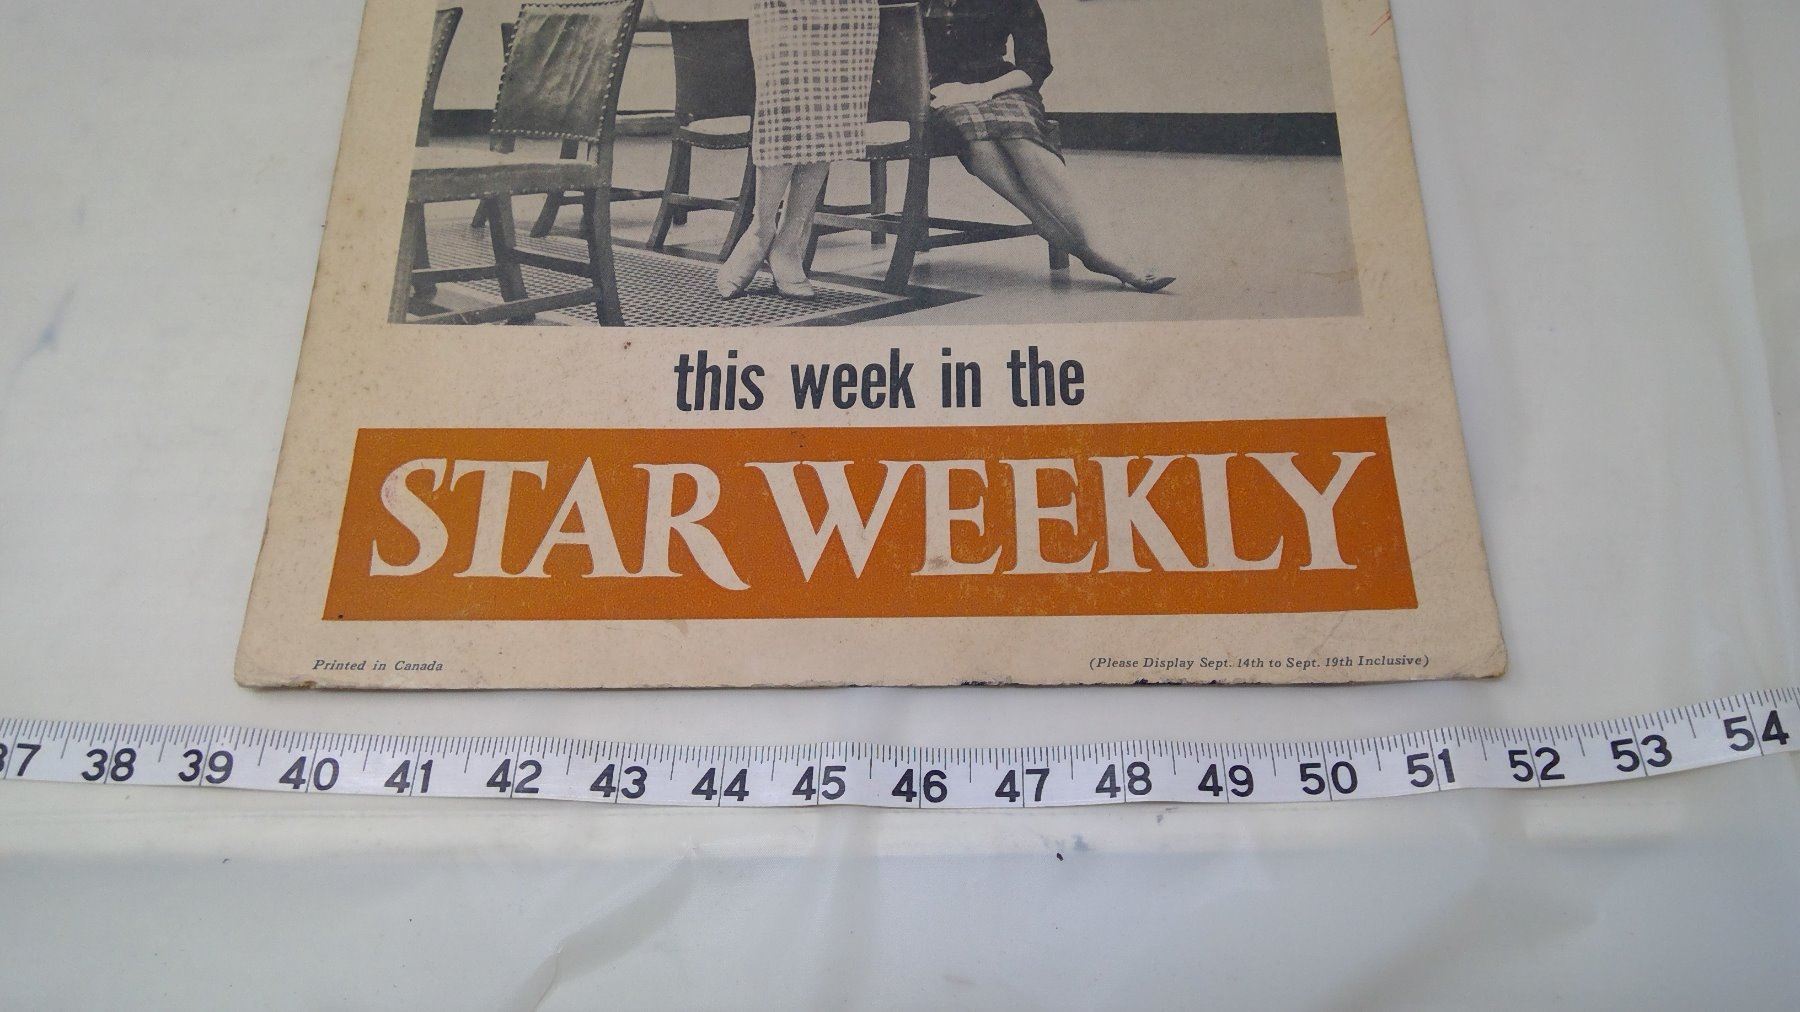 this week in the
STAR WEEKLY
Printed in Canada
(Please Display Sept. 14th to Sept. 19th Inclusive)
37 38 39 40 41 42 43 44 45 46 47 48 49 50 51 52 53 54